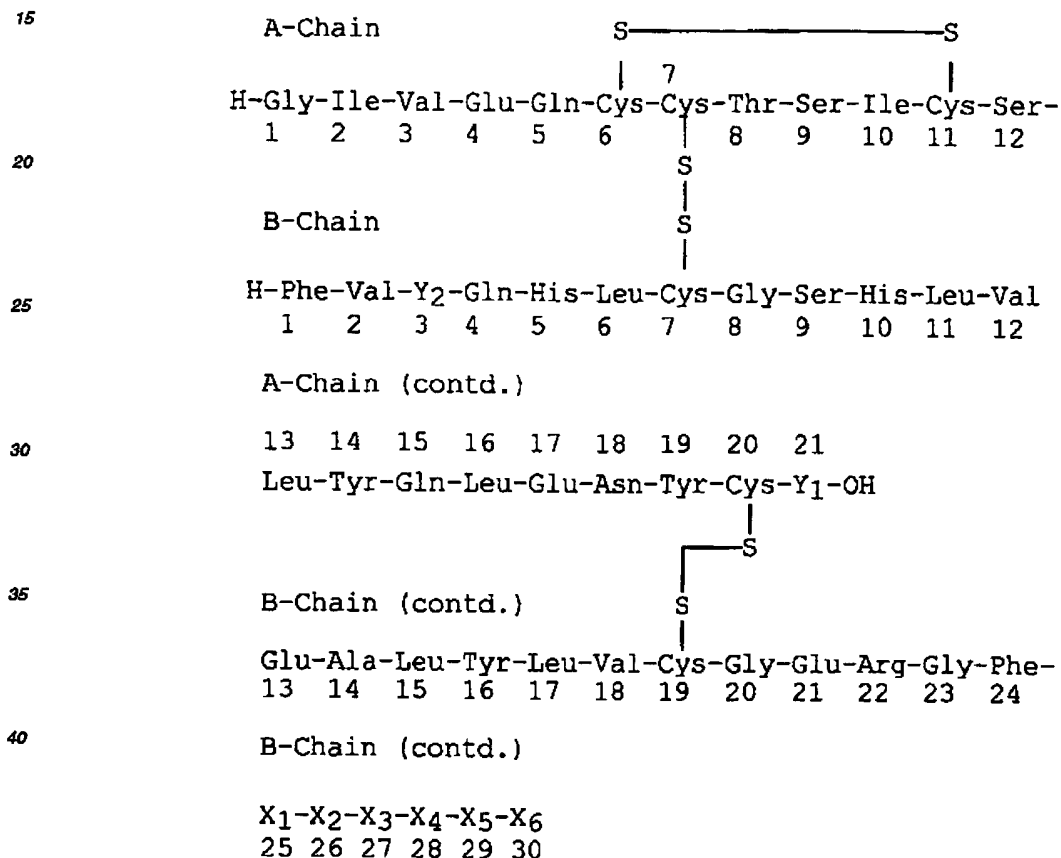 15
A-Chain S S
7
H-Gly-Ile-Val-Glu-Gln-Cys-Cys-Thr-Ser-Ile-Cys-Ser-
1 2 3 4 5 6 8 9 10 11 12
20
S
B-Chain S
H-Phe-Val-Y2-Gln-His-Leu-Cys-Gly-Ser-His-Leu-Val
25
1 2 3 4 5 6 7 8 9 10 11 12
A-Chain (contd.)
30
13 14 15 16 17 18 19 20 21
Leu-Tyr-Gln-Leu-Glu-Asn-Tyr-Cys-Y1-OH
S
35
B-Chain (contd.) S
Glu-Ala-Leu-Tyr-Leu-Val-Cys-Gly-Glu-Arg-Gly-Phe-
13 14 15 16 17 18 19 20 21 22 23 24
40
B-Chain (contd.)
X1-X2-X3-X4-X5-X6
25 26 27 28 29 30